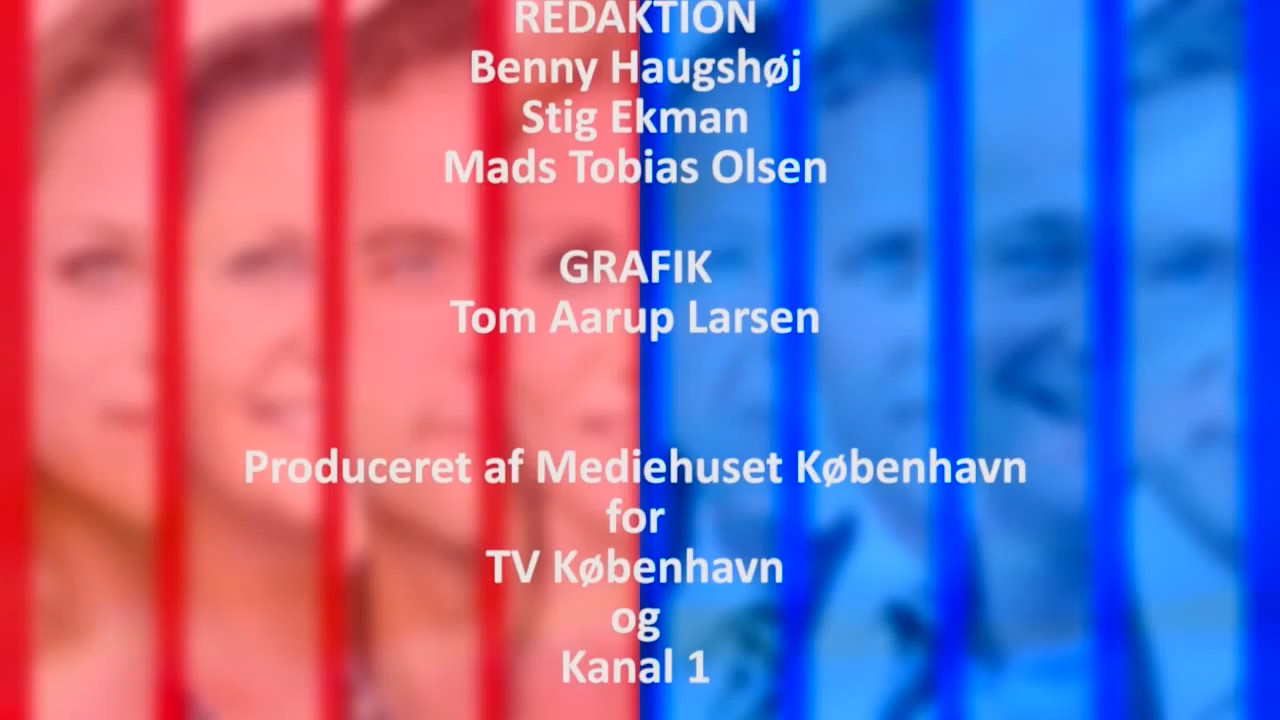 REDAKTION
Benny Haugshøj
Stig Ekman
Mads Tobias Olsen
GRAFIK
Tom Aarup Larsen
Produceret af Mediehuset København
for
TV København
og
Kanal 1